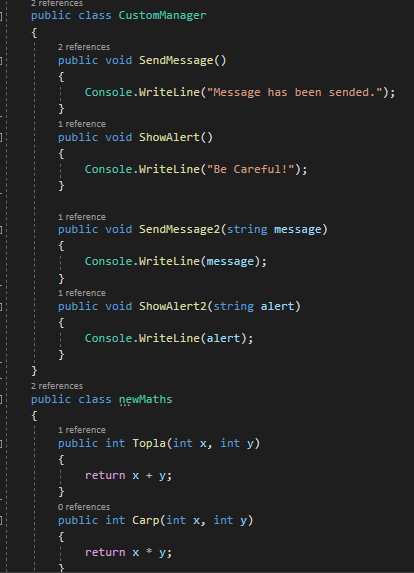 2 references
public class CustomManager
{
2 references
public void SendMessage()
{
Console.WriteLine("Message has been sended.");
}
1 reference
public void ShowAlert()
{
Console.WriteLine("Be Careful!");
}
1 reference
public void SendMessage2(string message)
{
Console.WriteLine(message);
}
1 reference
public void ShowAlert2(string alert)
{
Console.WriteLine(alert);
}
}
2 references
public class newMaths
{
1 reference
public int Topla(int x, int y)
{
return x + y;
}
0 references
public int Carp(int x, int y)
{
return x * y;
}